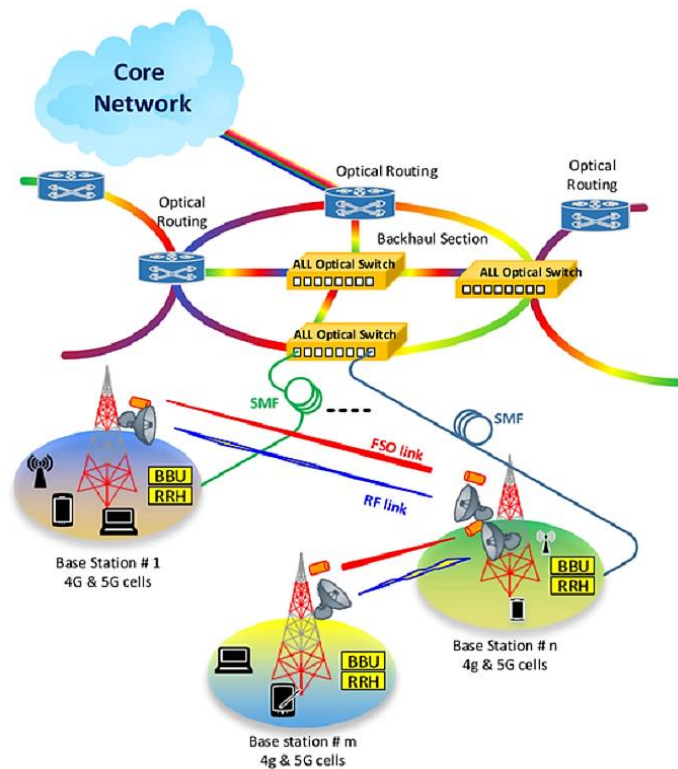 Core
Network
Optical Routing
Optical
Routing
Optical
Routing
Backhaul Section
ALL Optical Switch
ALL Optical Switch
ALL Optical Switch
SMF
SMF
FSO link
RF link
BBU
RRH
Base Station # 1
4G & 5G cells
BBU
RRH
Base Station # n
4g & 5G cells
BBU
RRH
Base station # m
4g & 5G cells